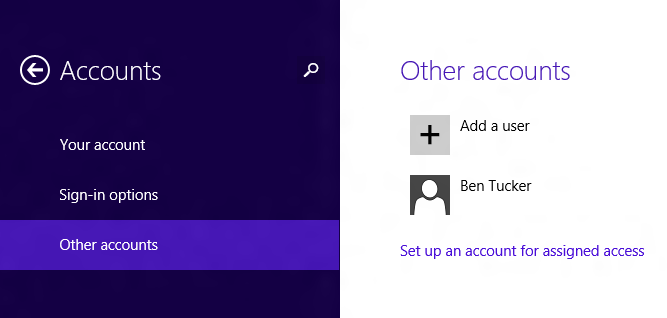 Accounts
Your account
Sign-in options
Other accounts
Other accounts
Add a user
Ben Tucker
Set up an account for assigned access